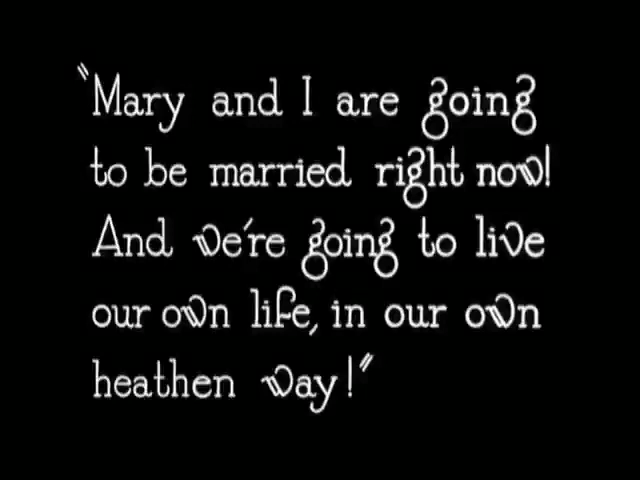 "Mary and I are going
to be married right now!
And we're going to live
our own life, in our own
heathen way!"